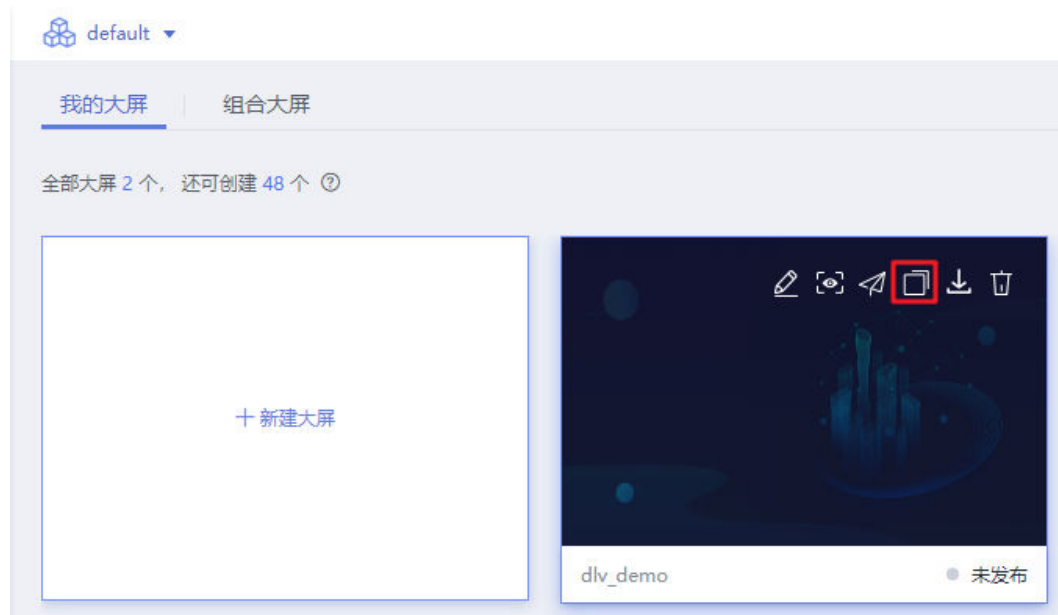 default
我的大屏 组合大屏
全部大屏 2 个， 还可创建 48 个
新建大屏
dlv_demo 未发布